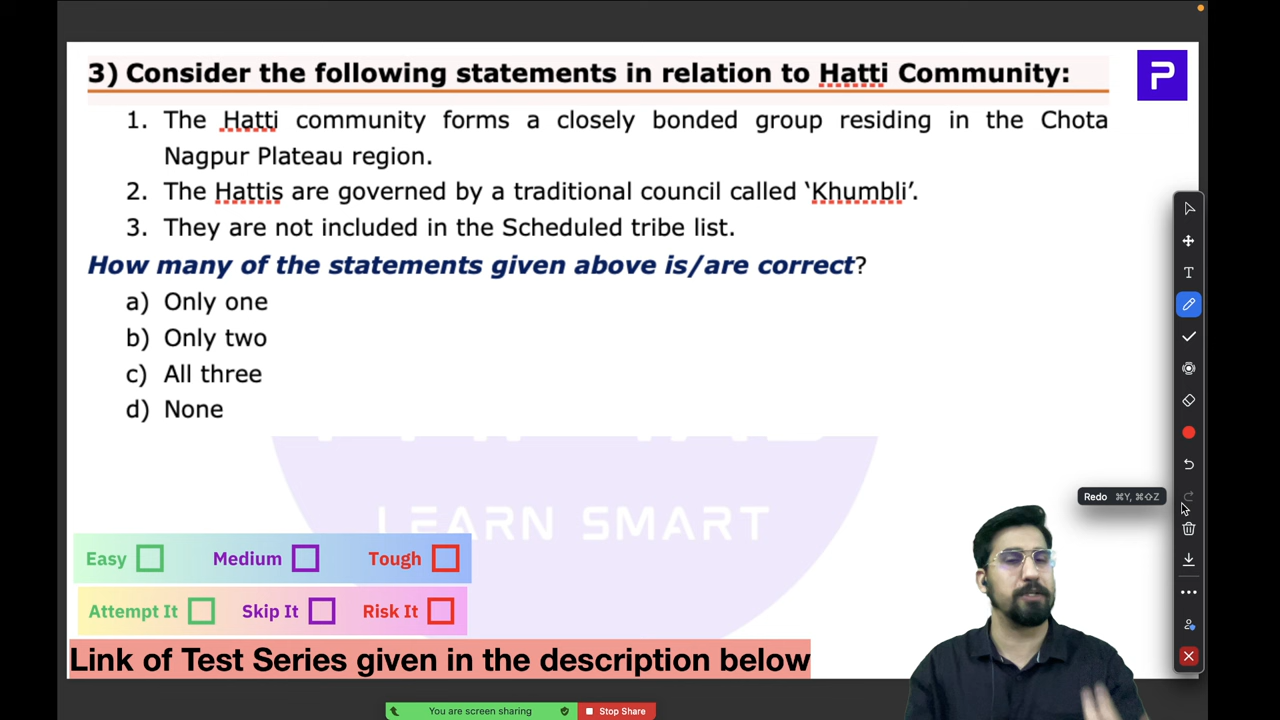 3) Consider the following statements in relation to Hatti Community:
P
1. The Hatti community forms a closely bonded group residing in the Chota
Nagpur Plateau region.
2. The Hattis are governed by a traditional council called ‘Khumbli’.
3. They are not included in the Scheduled tribe list.
How many of the statements given above is/are correct?
a) Only one
b) Only two
c) All three
d) None
T
Redo ⌘Y, ⌘⇧Z
LEARN SMART
Easy Medium Tough
Attempt It Skip It Risk It
Link of Test Series given in the description below
You are screen sharing Stop Share